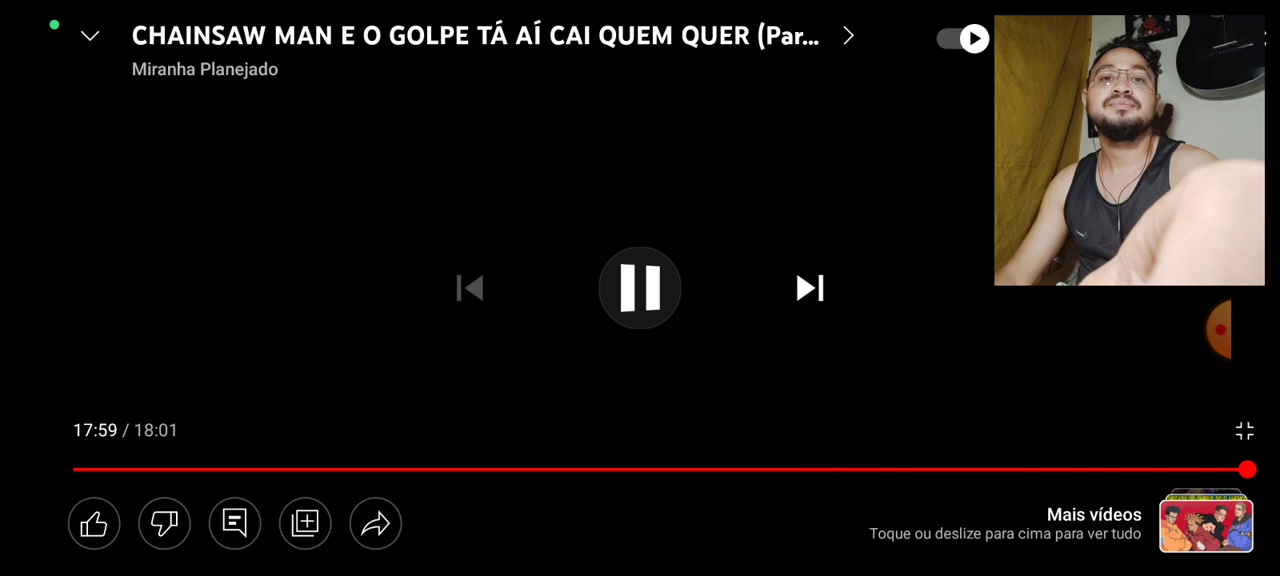 CHAINSAW MAN E O GOLPE TÁ AÍ CAI QUEM QUER (Par...
Miranha Planejado
17:59 / 18:01
Mais vídeos
Toque ou deslize para cima para ver tudo